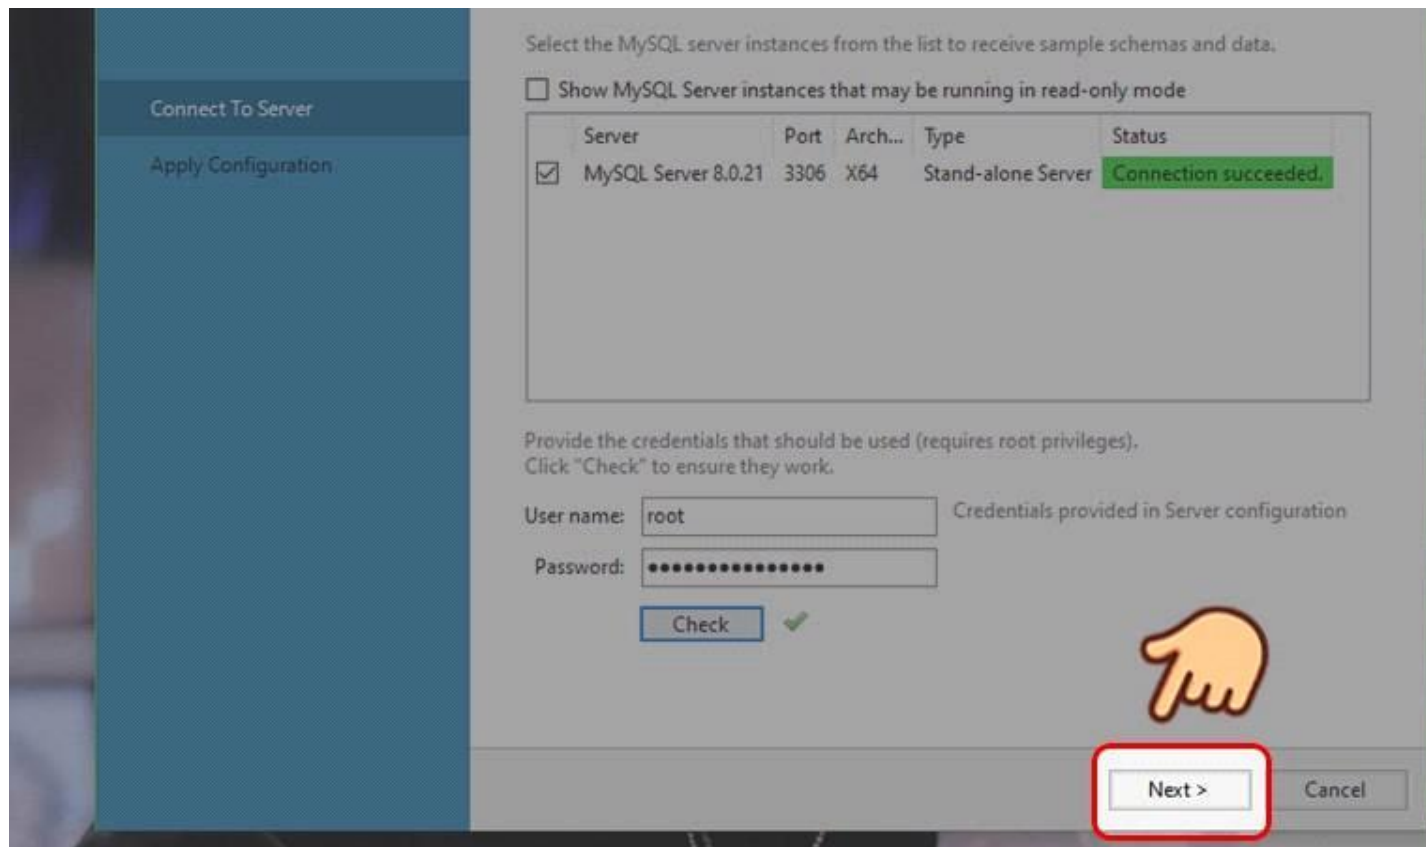 Connect To Server
Apply Configuration
Select the MySQL server instances from the list to receive sample schemas and data.
Show MySQL Server instances that may be running in read-only mode
Server Port Arch... Type Status
MySQL Server 8.0.21 3306 X64 Stand-alone Server Connection succeeded.
Provide the credentials that should be used (requires root privileges).
Click "Check" to ensure they work.
User name: root Credentials provided in Server configuration
Password: ●●●●●●●●●●●●●●●
Check
Next > Cancel